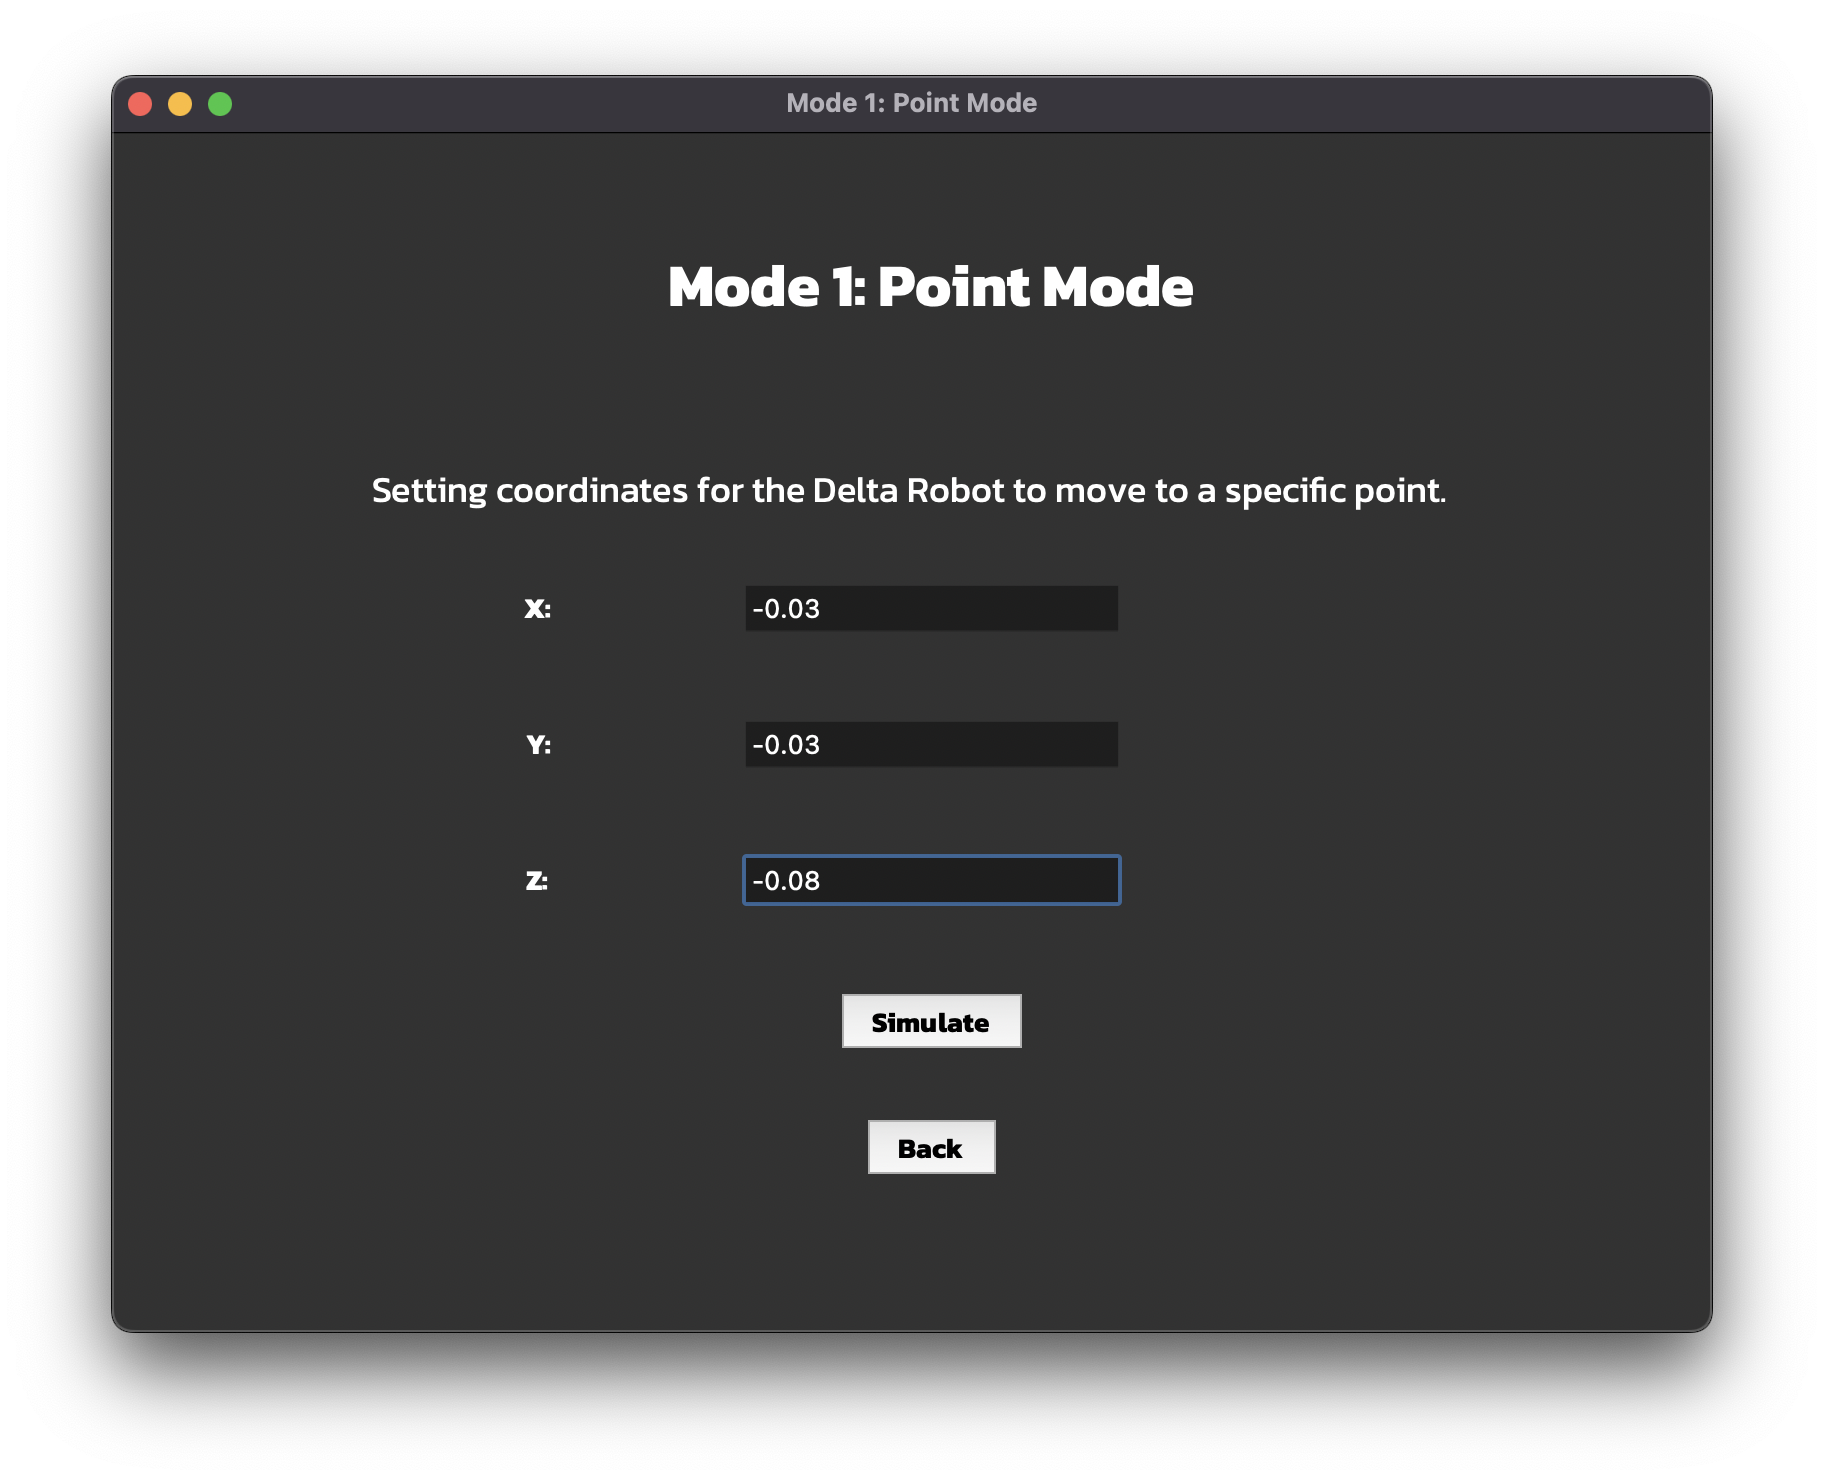 Mode 1: Point Mode
Mode 1: Point Mode
Setting coordinates for the Delta Robot to move to a specific point.
X: -0.03
Y: -0.03
Z: -0.08
Simulate
Back